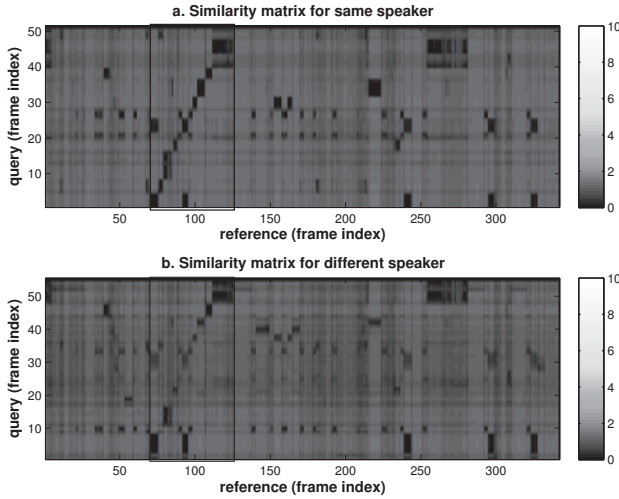 a. Similarity matrix for same speaker
50
40
30
20
10
query (frame index)
50 100 150 200 250 300
reference (frame index)
10
8
6
4
2
0
b. Similarity matrix for different speaker
50
40
30
20
10
query (frame index)
50 100 150 200 250 300
reference (frame index)
10
8
6
4
2
0